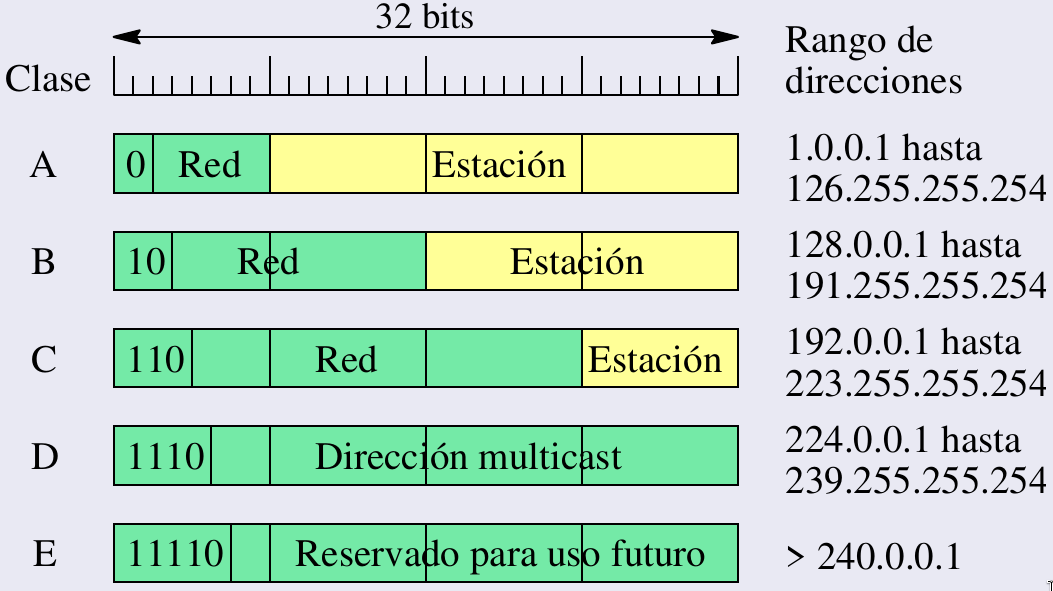 32 bits
Clase
Rango de
direcciones
A
0 Red Estación
1.0.0.1 hasta
126.255.255.254
B
10 Red Estación
128.0.0.1 hasta
191.255.255.254
C
110 Red Estación
192.0.0.1 hasta
223.255.255.254
D
1110 Dirección multicast
224.0.0.1 hasta
239.255.255.254
E
11110 Reservado para uso futuro
> 240.0.0.1